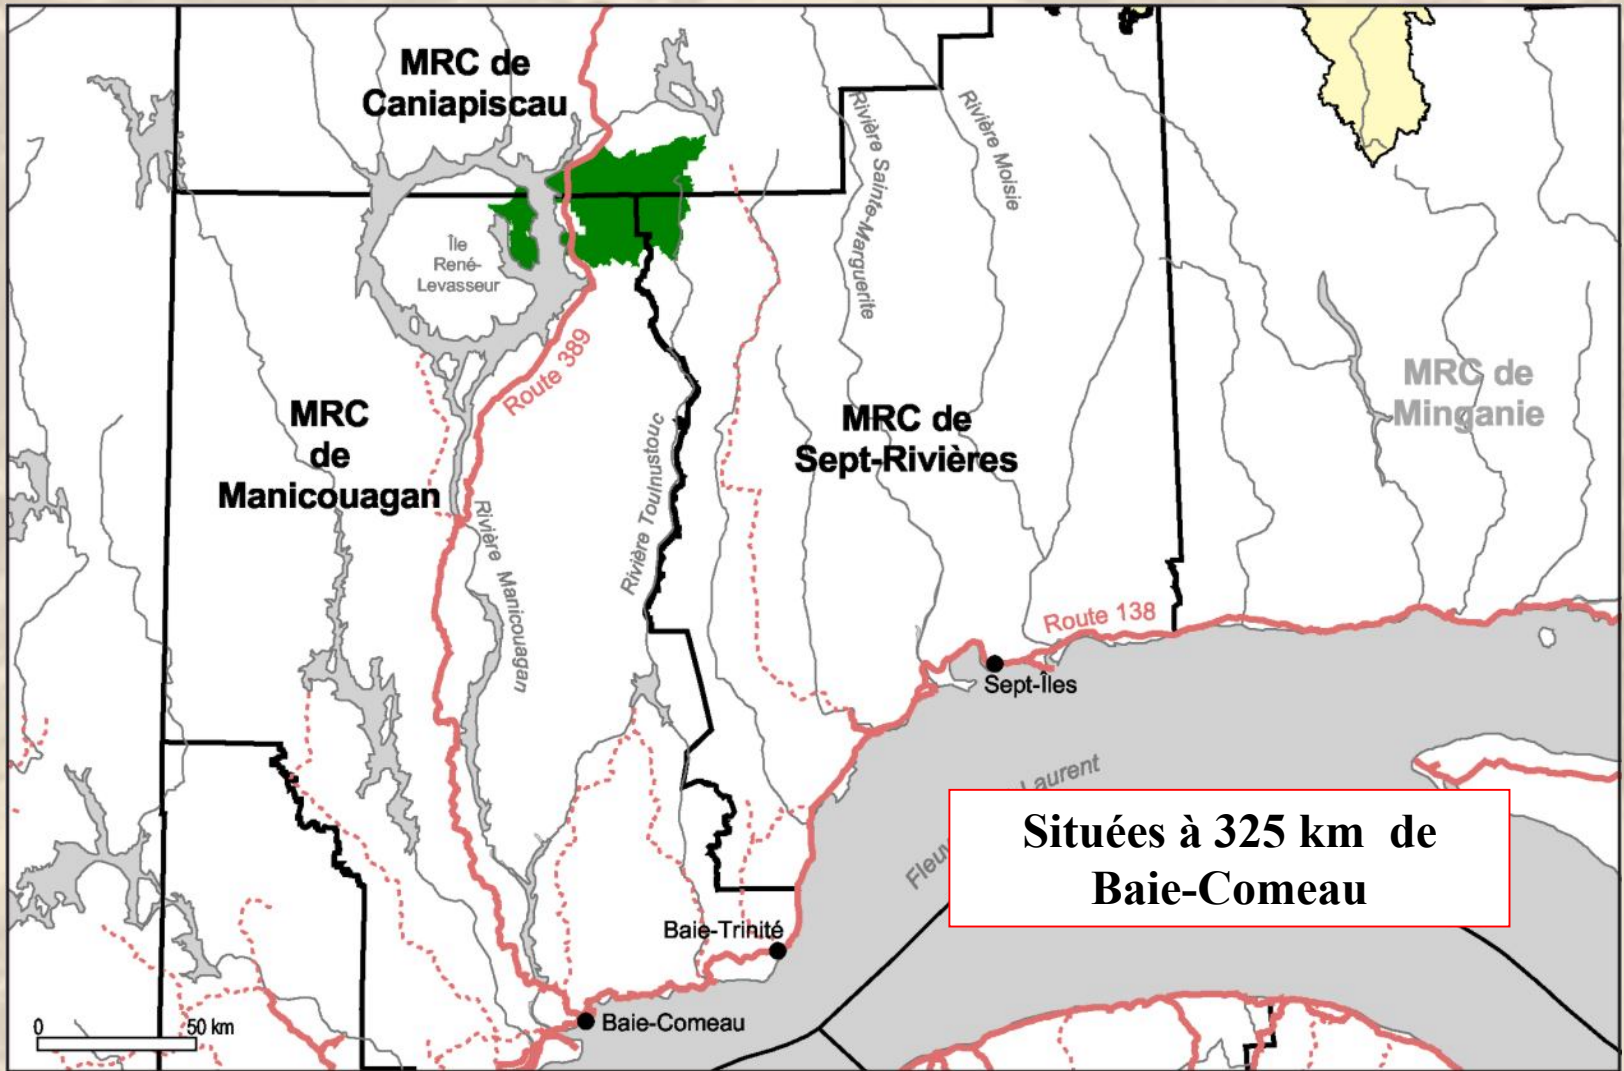 MRC de
Caniapiscau
Rivière Sainte-Marguerite
Rivière Moisie
Île
René-
Levasseur
Route 389
MRC de
Minganie
MRC
de
Manicouagan
MRC de
Sept-Rivières
Rivière Toulnustouc
Rivière Manicouagan
Route 138
Sept-Îles
Laurent
Situées à 325 km de
Baie-Comeau
Baie-Trinité
0 50 km
Baie-Comeau